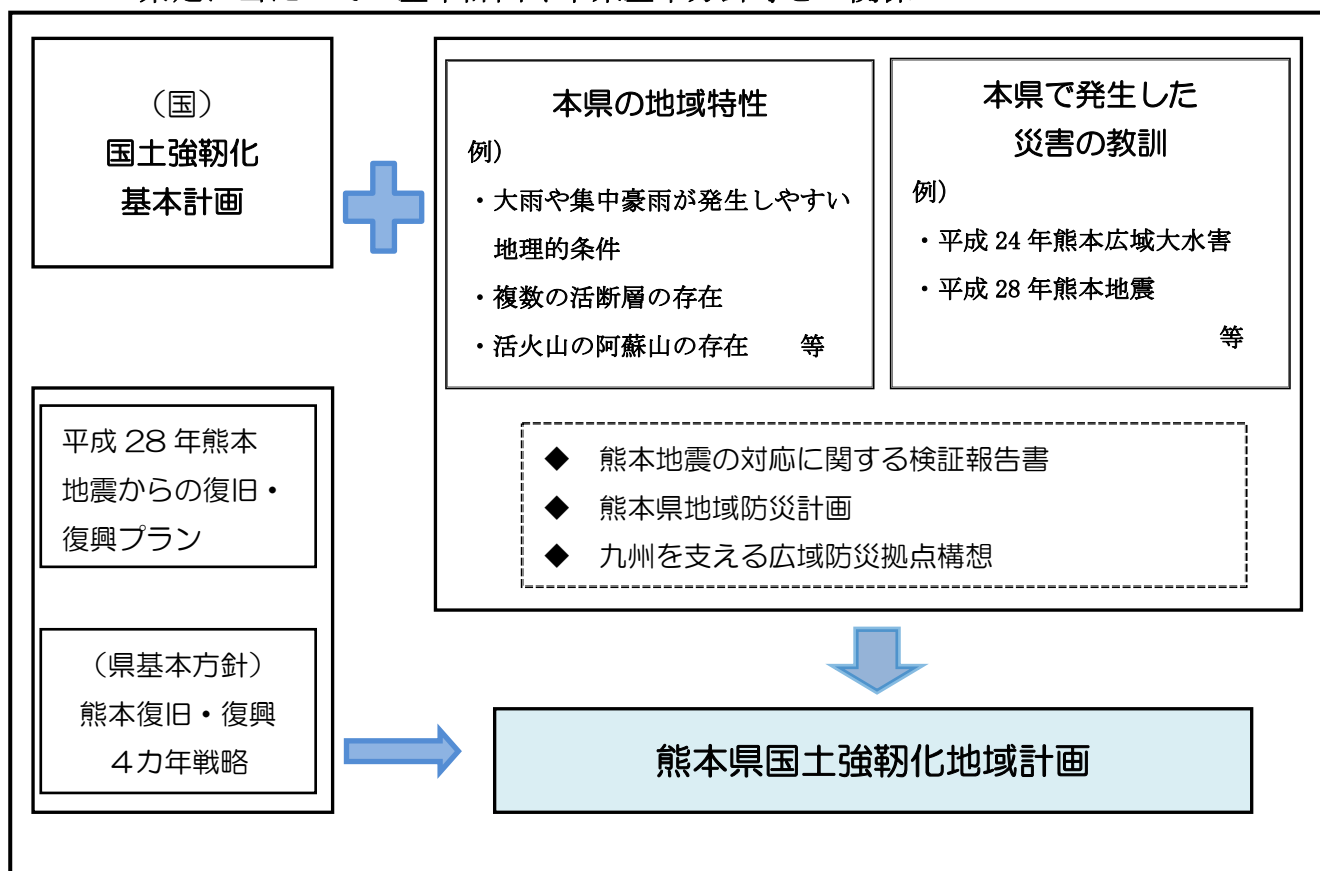 （国）
国土強靭化
基本計画
本県の地域特性
例）
・大雨や集中豪雨が発生しやすい
地理的条件
・複数の活断層の存在
・活火山の阿蘇山の存在　等
本県で発生した
災害の教訓
例）
・平成 24 年熊本広域大水害
・平成 28 年熊本地震
等
◆ 熊本地震の対応に関する検証報告書
◆ 熊本県地域防災計画
◆ 九州を支える広域防災拠点構想
平成 28 年熊本
地震からの復旧・
復興プラン
（県基本方針）
熊本復旧・復興
４カ年戦略
熊本県国土強靭化地域計画